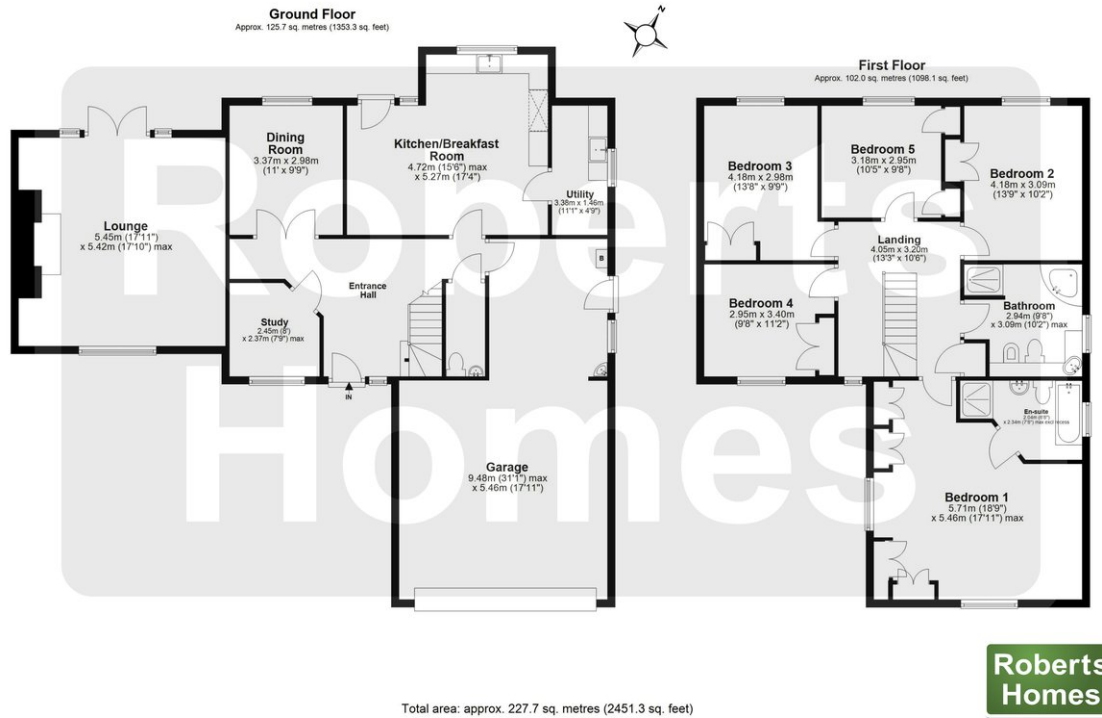 Ground Floor
Approx. 125.7 sq. metres (1353.3 sq. feet)
N
First Floor
Approx. 102.0 sq. metres (1098.1 sq. feet)
Dining
Room
3.37m x 2.98m
(11' x 9'9")
Kitchen/Breakfast
Room
4.72m (15'6") max
x 5.27m (17'4")
Utility
3.38m x 1.46m
(11'1" x 4'9")
Lounge
5.45m (17'11")
x 5.42m (17'10") max
Entrance
Hall
Study
2.45m (8')
x 2.37m (7'9") max
IN
B
Garage
9.48m (31'1") max
x 5.46m (17'11")
Bedroom 3
4.18m x 2.98m
(13'8" x 9'9")
Bedroom 5
3.18m x 2.95m
(10'5" x 9'8")
Bedroom 2
4.18m x 3.09m
(13'9" x 10'2")
Landing
4.05m x 3.20m
(13'3" x 10'6")
Bedroom 4
2.95m x 3.40m
(9'8" x 11'2")
Bathroom
2.94m (9'8")
x 3.09m (10'2") max
En-suite
Bedroom 1
5.71m (18'9")
x 5.46m (17'11") max
Roberts
Homes
Roberts
Homes
Total area: approx. 227.7 sq. metres (2451.3 sq. feet)